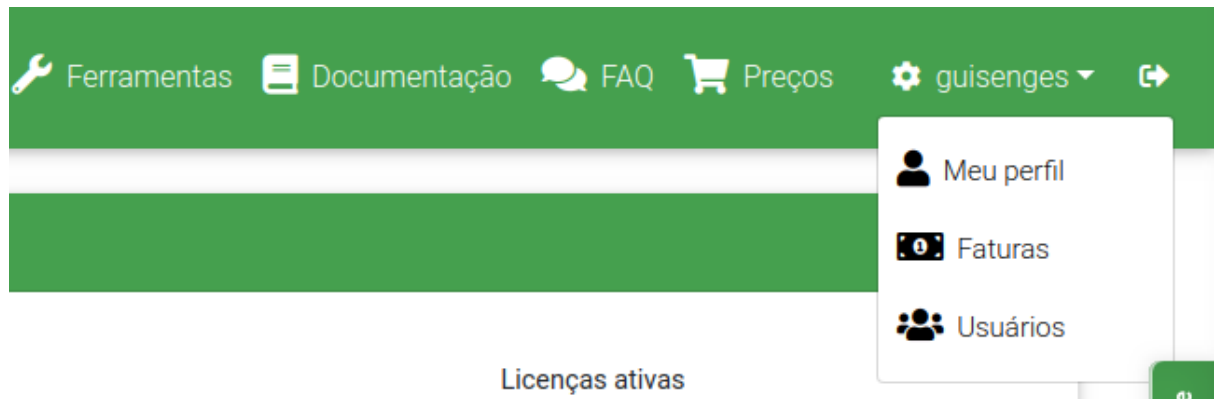 Ferramentas Documentação FAQ Preços guisenges
Meu perfil
Faturas
Usuários
Licenças ativas